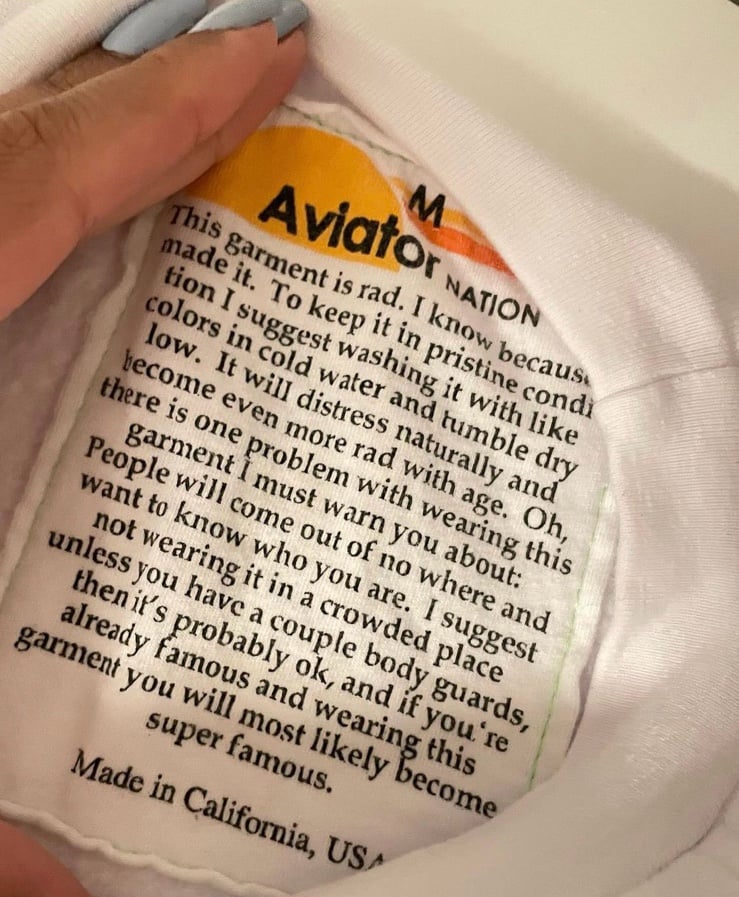 M
Aviator NATION
This garment is rad. I know becaus
made it. To keep it in pristine condi
tion I suggest washing it with like
colors in cold water and tumble dry
low. It will distress naturally and
become even more rad with age. Oh,
there is one problem with wearing this
garment I must warn you about:
People will come out of no where and
want to know who you are. I suggest
not wearing it in a crowded place
unless you have a couple body guards,
then it's probably ok, and if you're
already famous and wearing this
garment you will most likely become
super famous.
Made in California, USA